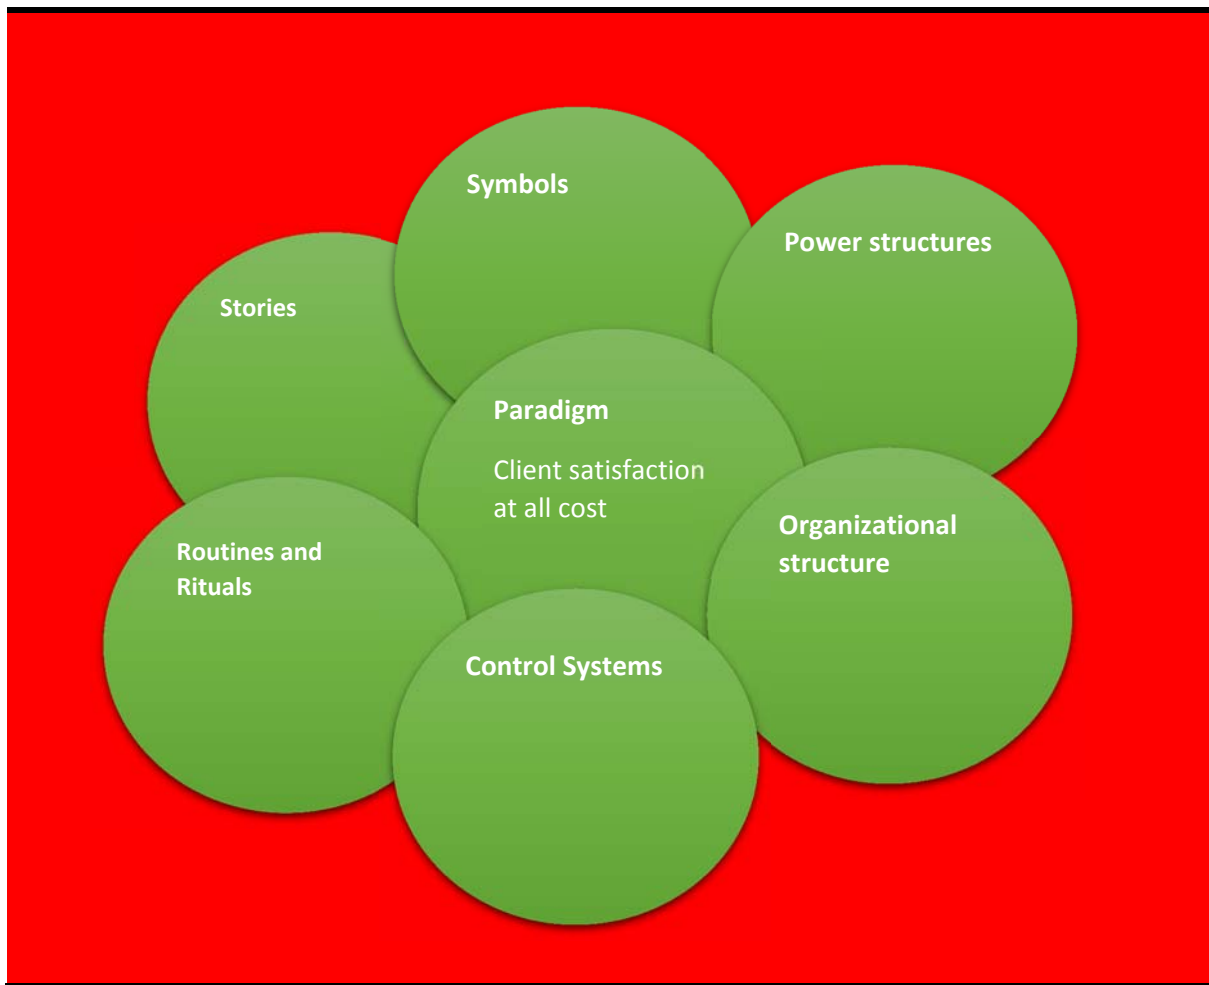 Symbols
Power structures
Stories
Paradigm
Client satisfaction
at all cost
Organizational
structure
Routines and
Rituals
Control Systems